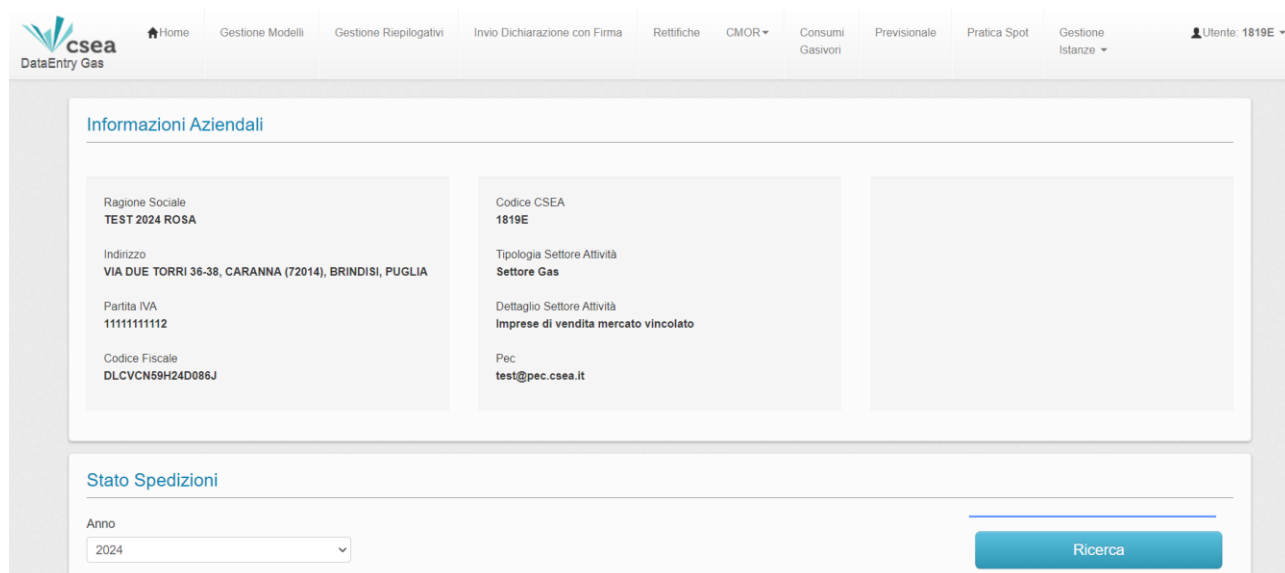 csea
DataEntry Gas
Home
Gestione Modelli
Gestione Riepilogativi
Invio Dichiarazione con Firma
Rettifiche
CMOR
Consumi
Gasivori
Previsionale
Pratica Spot
Gestione
Istanze
Utente: 1819E
Informazioni Aziendali
Ragione Sociale
TEST 2024 ROSA
Indirizzo
VIA DUE TORRI 36-38, CARANNA (72014), BRINDISI, PUGLIA
Partita IVA
11111111112
Codice Fiscale
DLCVCN59H24D086J
Codice CSEA
1819E
Tipologia Settore Attività
Settore Gas
Dettaglio Settore Attività
Imprese di vendita mercato vincolato
Pec
test@pec.csea.it
Stato Spedizioni
Anno
2024
Ricerca